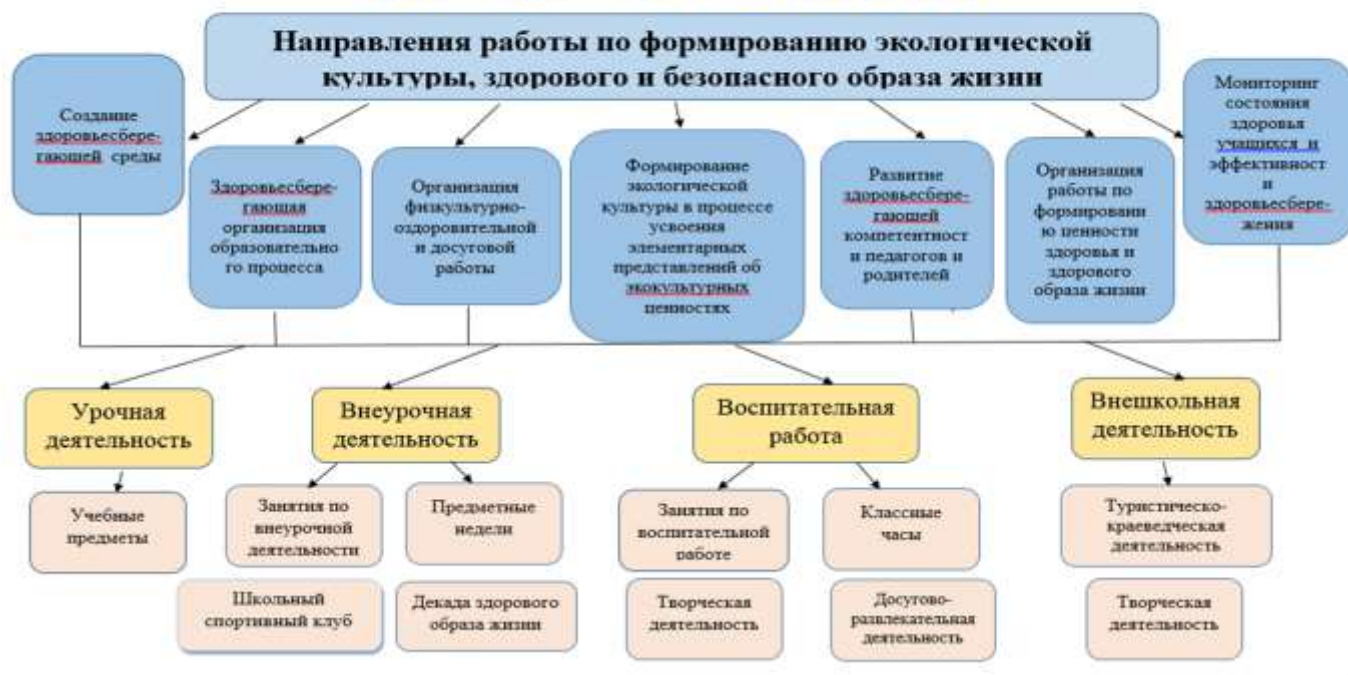 Направления работы по формированию экологической
культуры, здорового и безопасного образа жизни
Создание
здоровьесбере-
гающей среды
Здоровьесбере-
гающая
организация
образовательно
го процесса
Организация
физкультурно-
оздоровительной
и досуговой
работы
Формирование
экологической
культуры в процессе
усвоения
элементарных
представлений об
экокультурных
ценностях
Развитие
здоровьесбере-
гающей
компетентност
и педагогов и
родителей
Организация
работы по
формировани
ю ценности
здоровья и
здорового
образа жизни
Мониторинг
состояния
здоровья
учащихся и
эффективност
и
здоровьесбере-
жения
Урочная
деятельность
Внеурочная
деятельность
Воспитательная
работа
Внешкольная
деятельность
Учебные
предметы
Занятия по
внеурочной
деятельности
Предметные
недели
Занятия по
воспитательной
работе
Классные
часы
Туристическо-
краеведческая
деятельность
Школьный
спортивный клуб
Декада здорового
образа жизни
Творческая
деятельность
Досугово-
развлекательная
деятельность
Творческая
деятельность